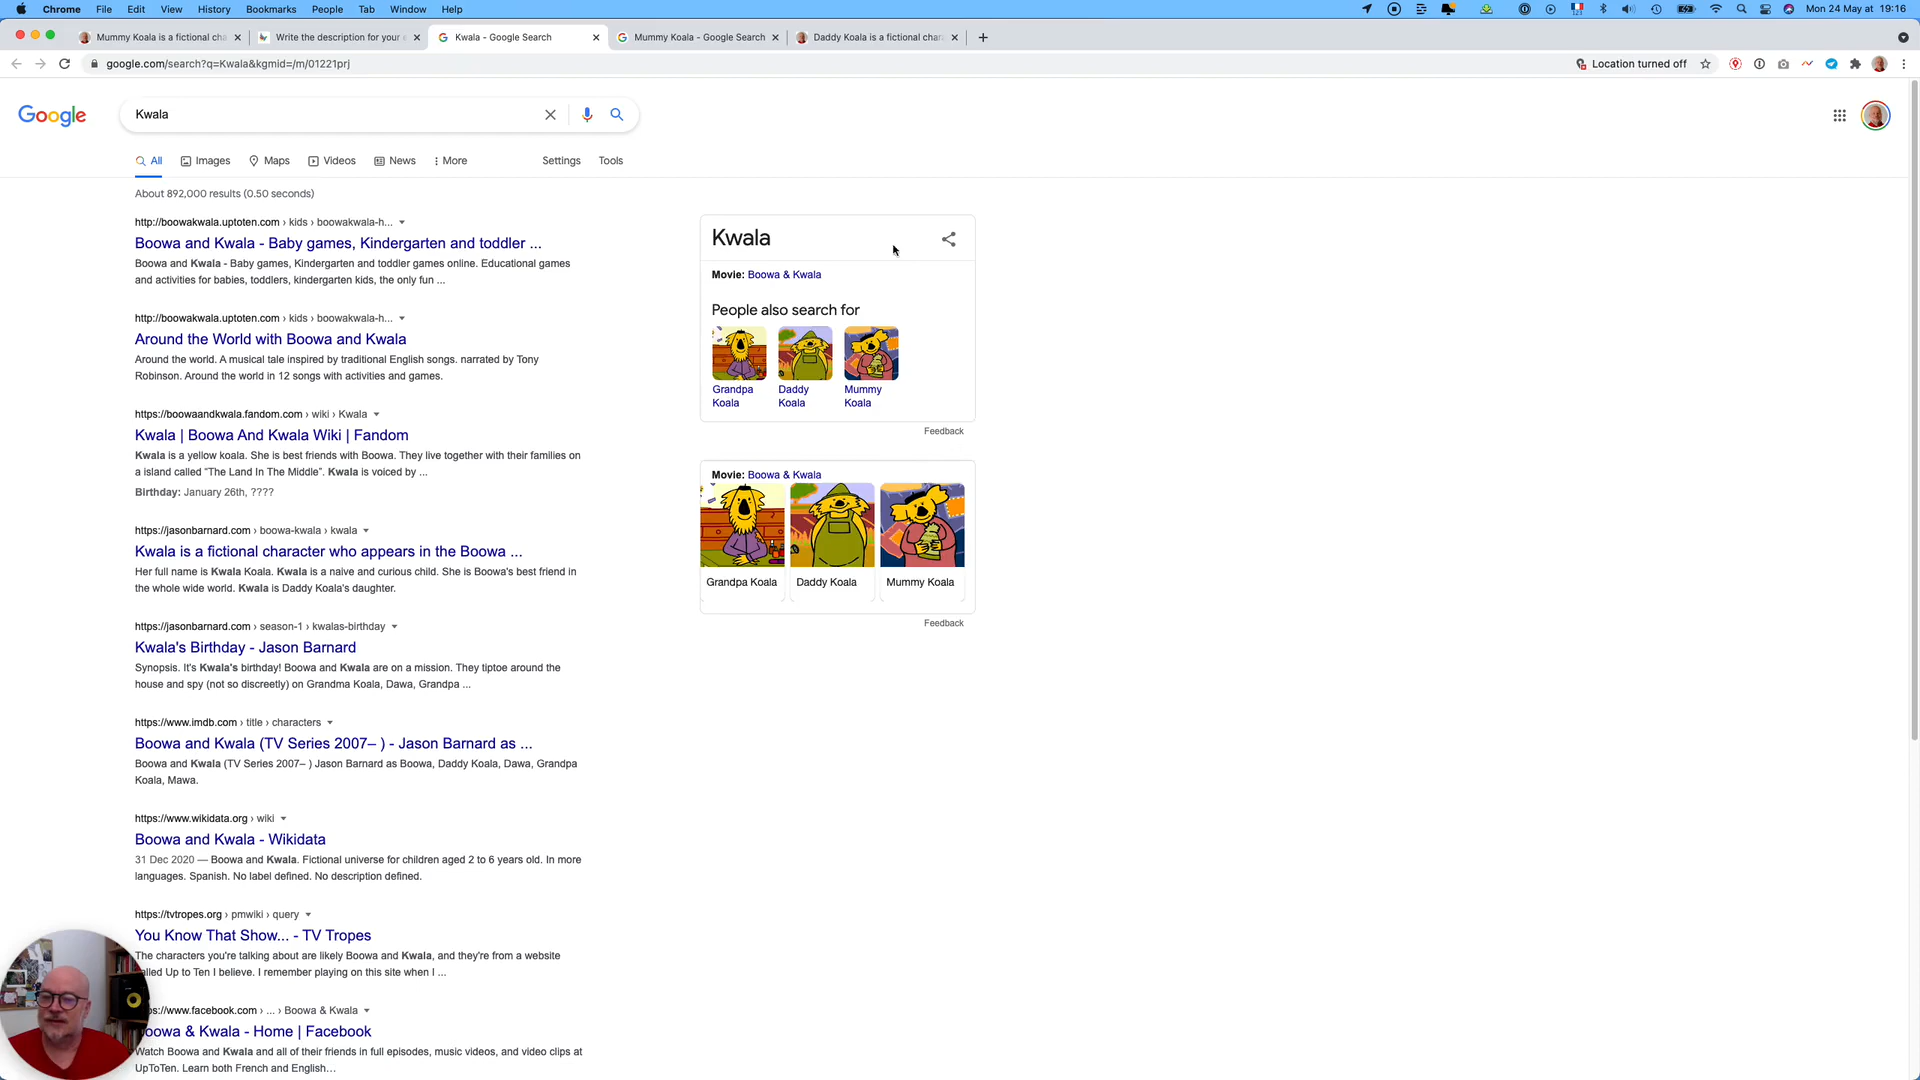 Chrome File Edit View History Bookmarks People Tab Window Help Mon 24 May at 19:16
Mummy Koala is a fictional cha Write the description for your e Kwala - Google Search Mummy Koala - Google Search Daddy Koala is a fictional char
google.com/search?q=Kwala&kgmid=/m/01221prj Location turned off
Google Kwala
All Images Maps Videos News More Settings Tools
About 892,000 results (0.50 seconds)
http://boowakwala.uptoten.com › kids › boowakwala-h...
Boowa and Kwala - Baby games, Kindergarten and toddler ...
Boowa and Kwala - Baby games, Kindergarten and toddler games online. Educational games
and activities for babies, toddlers, kindergarten kids, the only fun ...
http://boowakwala.uptoten.com › kids › boowakwala-h...
Around the World with Boowa and Kwala
Around the world. A musical tale inspired by traditional English songs. narrated by Tony
Robinson. Around the world in 12 songs with activities and games.
https://boowaandkwala.fandom.com › wiki › Kwala
Kwala | Boowa And Kwala Wiki | Fandom
Kwala is a yellow koala. She is best friends with Boowa. They live together with their families on
a island called "The Land In The Middle". Kwala is voiced by ...
Birthday: January 26th, ????
https://jasonbarnard.com › boowa-kwala › kwala
Kwala is a fictional character who appears in the Boowa ...
Her full name is Kwala Koala. Kwala is a naive and curious child. She is Boowa's best friend in
the whole wide world. Kwala is Daddy Koala's daughter.
https://jasonbarnard.com › season-1 › kwalas-birthday
Kwala's Birthday - Jason Barnard
Synopsis. It's Kwala's birthday! Boowa and Kwala are on a mission. They tiptoe around the
house and spy (not so discreetly) on Grandma Koala, Dawa, Grandpa ...
https://www.imdb.com › title › characters
Boowa and Kwala (TV Series 2007– ) - Jason Barnard as ...
Boowa and Kwala (TV Series 2007– ) Jason Barnard as Boowa, Daddy Koala, Dawa, Grandpa
Koala, Mawa.
https://www.wikidata.org › wiki
Boowa and Kwala - Wikidata
31 Dec 2020 — Boowa and Kwala. Fictional universe for children aged 2 to 6 years old. In more
languages. Spanish. No label defined. No description defined.
https://tvtropes.org › pmwiki › query
You Know That Show... - TV Tropes
The characters you're talking about are likely Boowa and Kwala, and they're from a website
alled Up to Ten I believe. I remember playing on this site when I ...
ps://www.facebook.com › ... › Boowa & Kwala
oowa & Kwala - Home | Facebook
Watch Boowa and Kwala and all of their friends in full episodes, music videos, and video clips at
UpToTen. Learn both French and English...
Kwala
Movie: Boowa & Kwala
People also search for
Grandpa Koala
Daddy Koala
Mummy Koala
Feedback
Movie: Boowa & Kwala
Grandpa Koala Daddy Koala Mummy Koala
Feedback